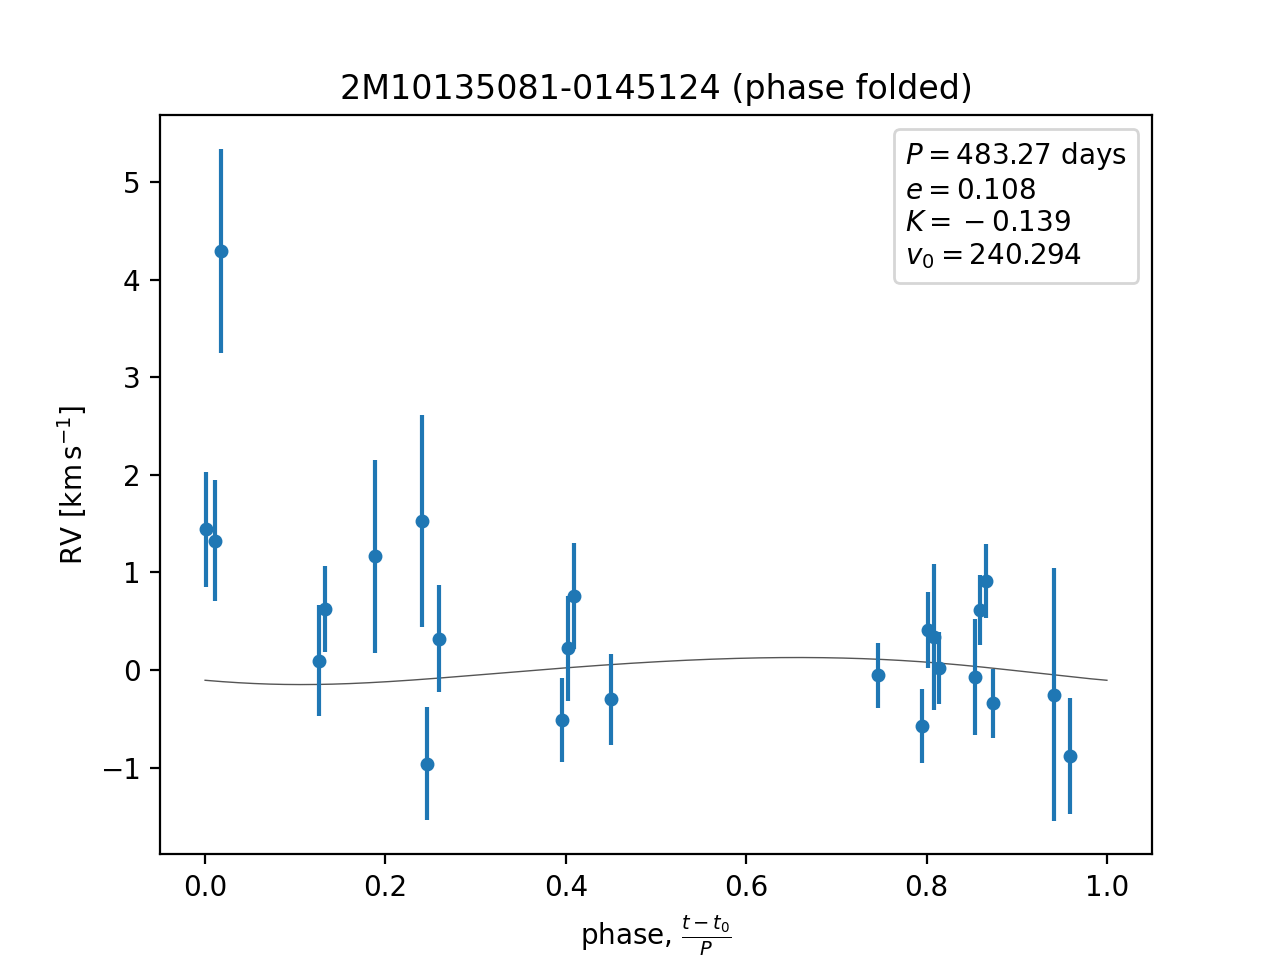 2M10135081-0145124 (phase folded)
P = 483.27 days
e = 0.108
K = −0.139
v₀ = 240.294
RV [km s⁻¹]
5
4
3
2
1
0
−1
0.0 0.2 0.4 0.6 0.8 1.0
phase, (t − t₀)/P